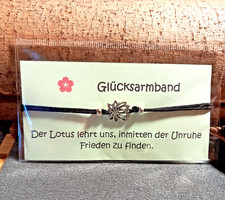 Glücksarmband
Der Lotus lehrt uns, inmitten der Unruhe
Frieden zu finden.